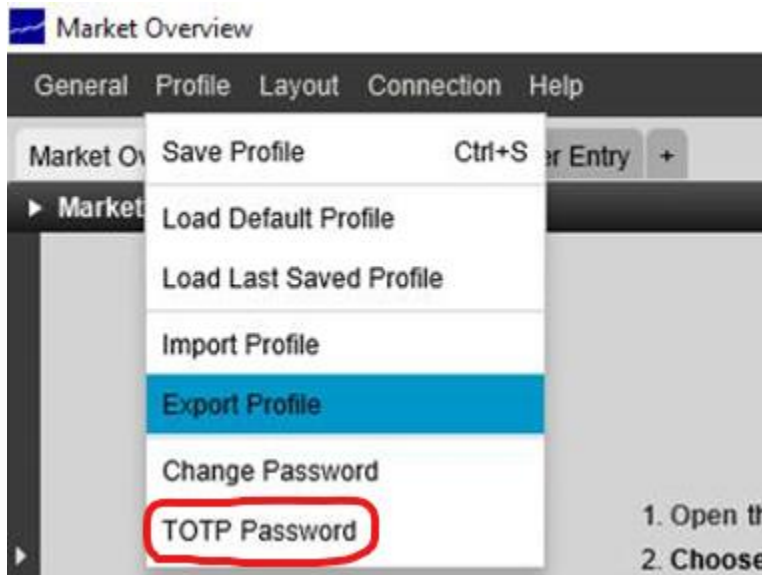 Market Overview
General Profile Layout Connection Help
Market Ov
er Entry +
Market
Save Profile Ctrl+S
Load Default Profile
Load Last Saved Profile
Import Profile
Export Profile
Change Password
TOTP Password
1. Open th
2. Choose